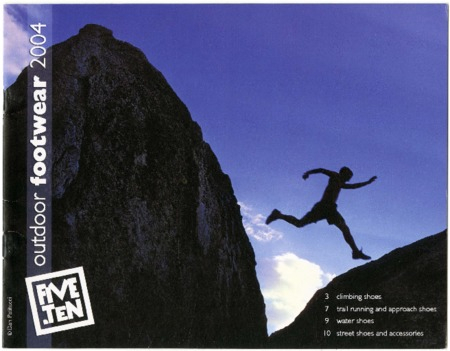 outdoor footwear 2004
FIVE
.TEN
3 climbing shoes
7 trail running and approach shoes
9 water shoes
10 street shoes and accessories